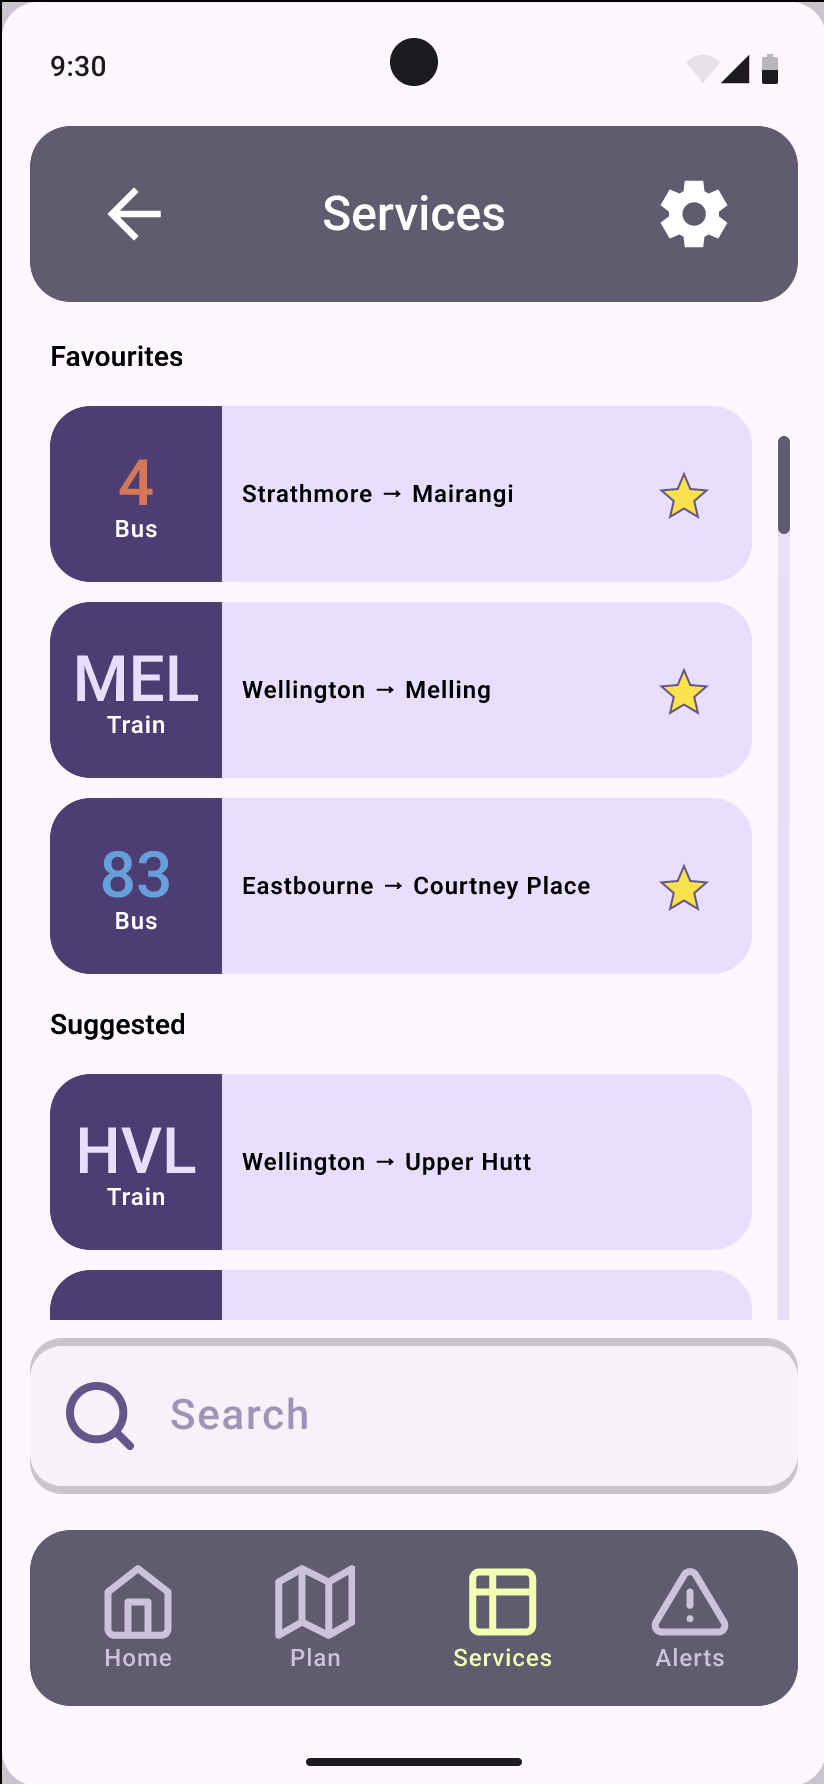 9:30
Services
Favourites
4
Bus
Strathmore → Mairangi
MEL
Train
Wellington → Melling
83
Bus
Eastbourne → Courtney Place
Suggested
HVL
Train
Wellington → Upper Hutt
Search
Home
Plan
Services
Alerts